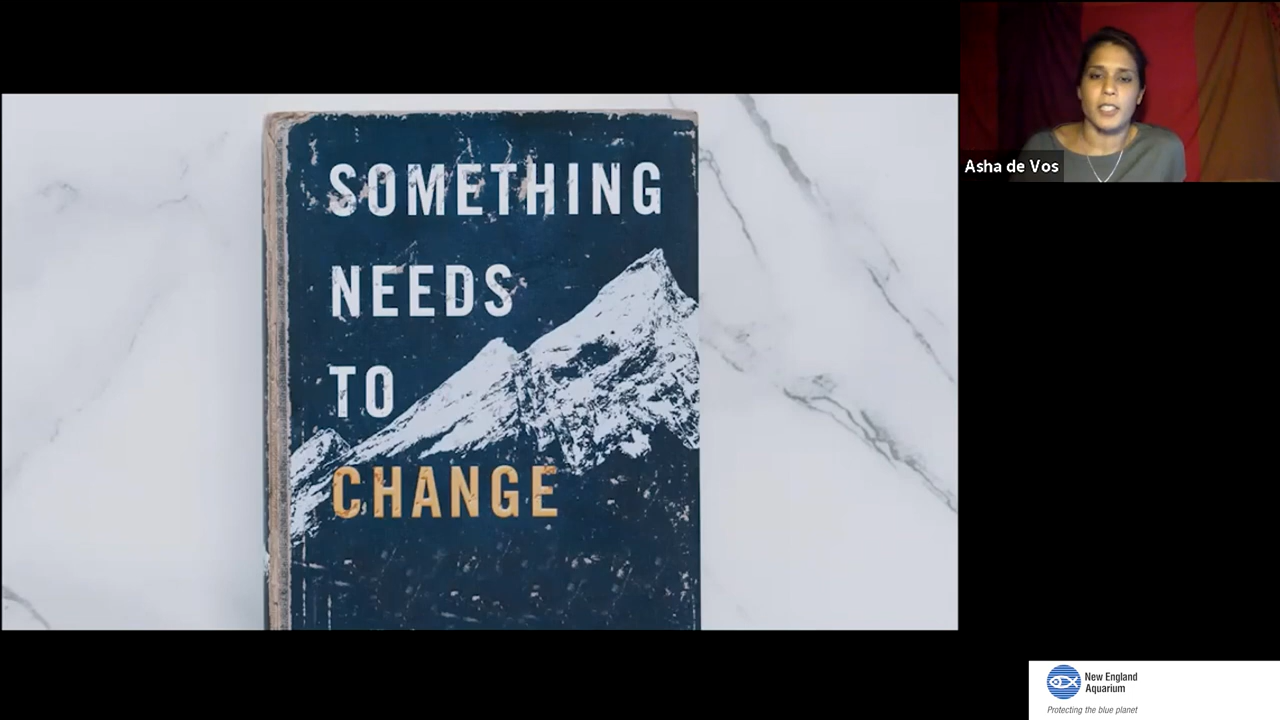 SOMETHING
NEEDS
TO
CHANGE
Asha de Vos
New England
Aquarium
Protecting the blue planet